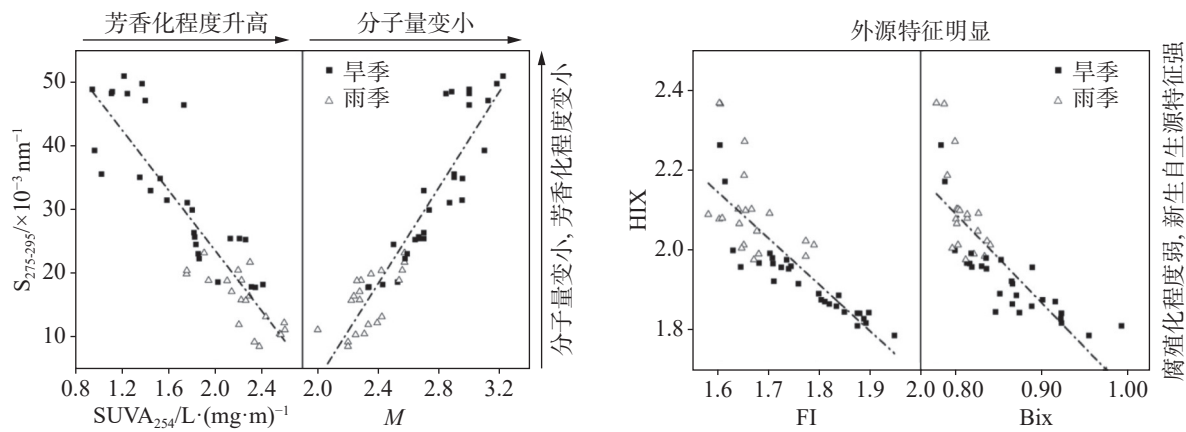 芳香化程度升高
分子量变小
旱季
雨季
50
40
30
20
10
S275-295/×10⁻³ nm⁻¹
0.8 1.2 1.6 2.0 2.4 2.0 2.4 2.8 3.2
SUVA254/L·(mg·m)⁻¹
M
分子量变小, 芳香化程度变小
外源特征明显
旱季
雨季
2.4
2.2
2.0
1.8
HIX
1.6 1.7 1.8 1.9 2.0 0.80 0.90 1.00
FI
Bix
腐殖化程度弱, 新生自生源特征强